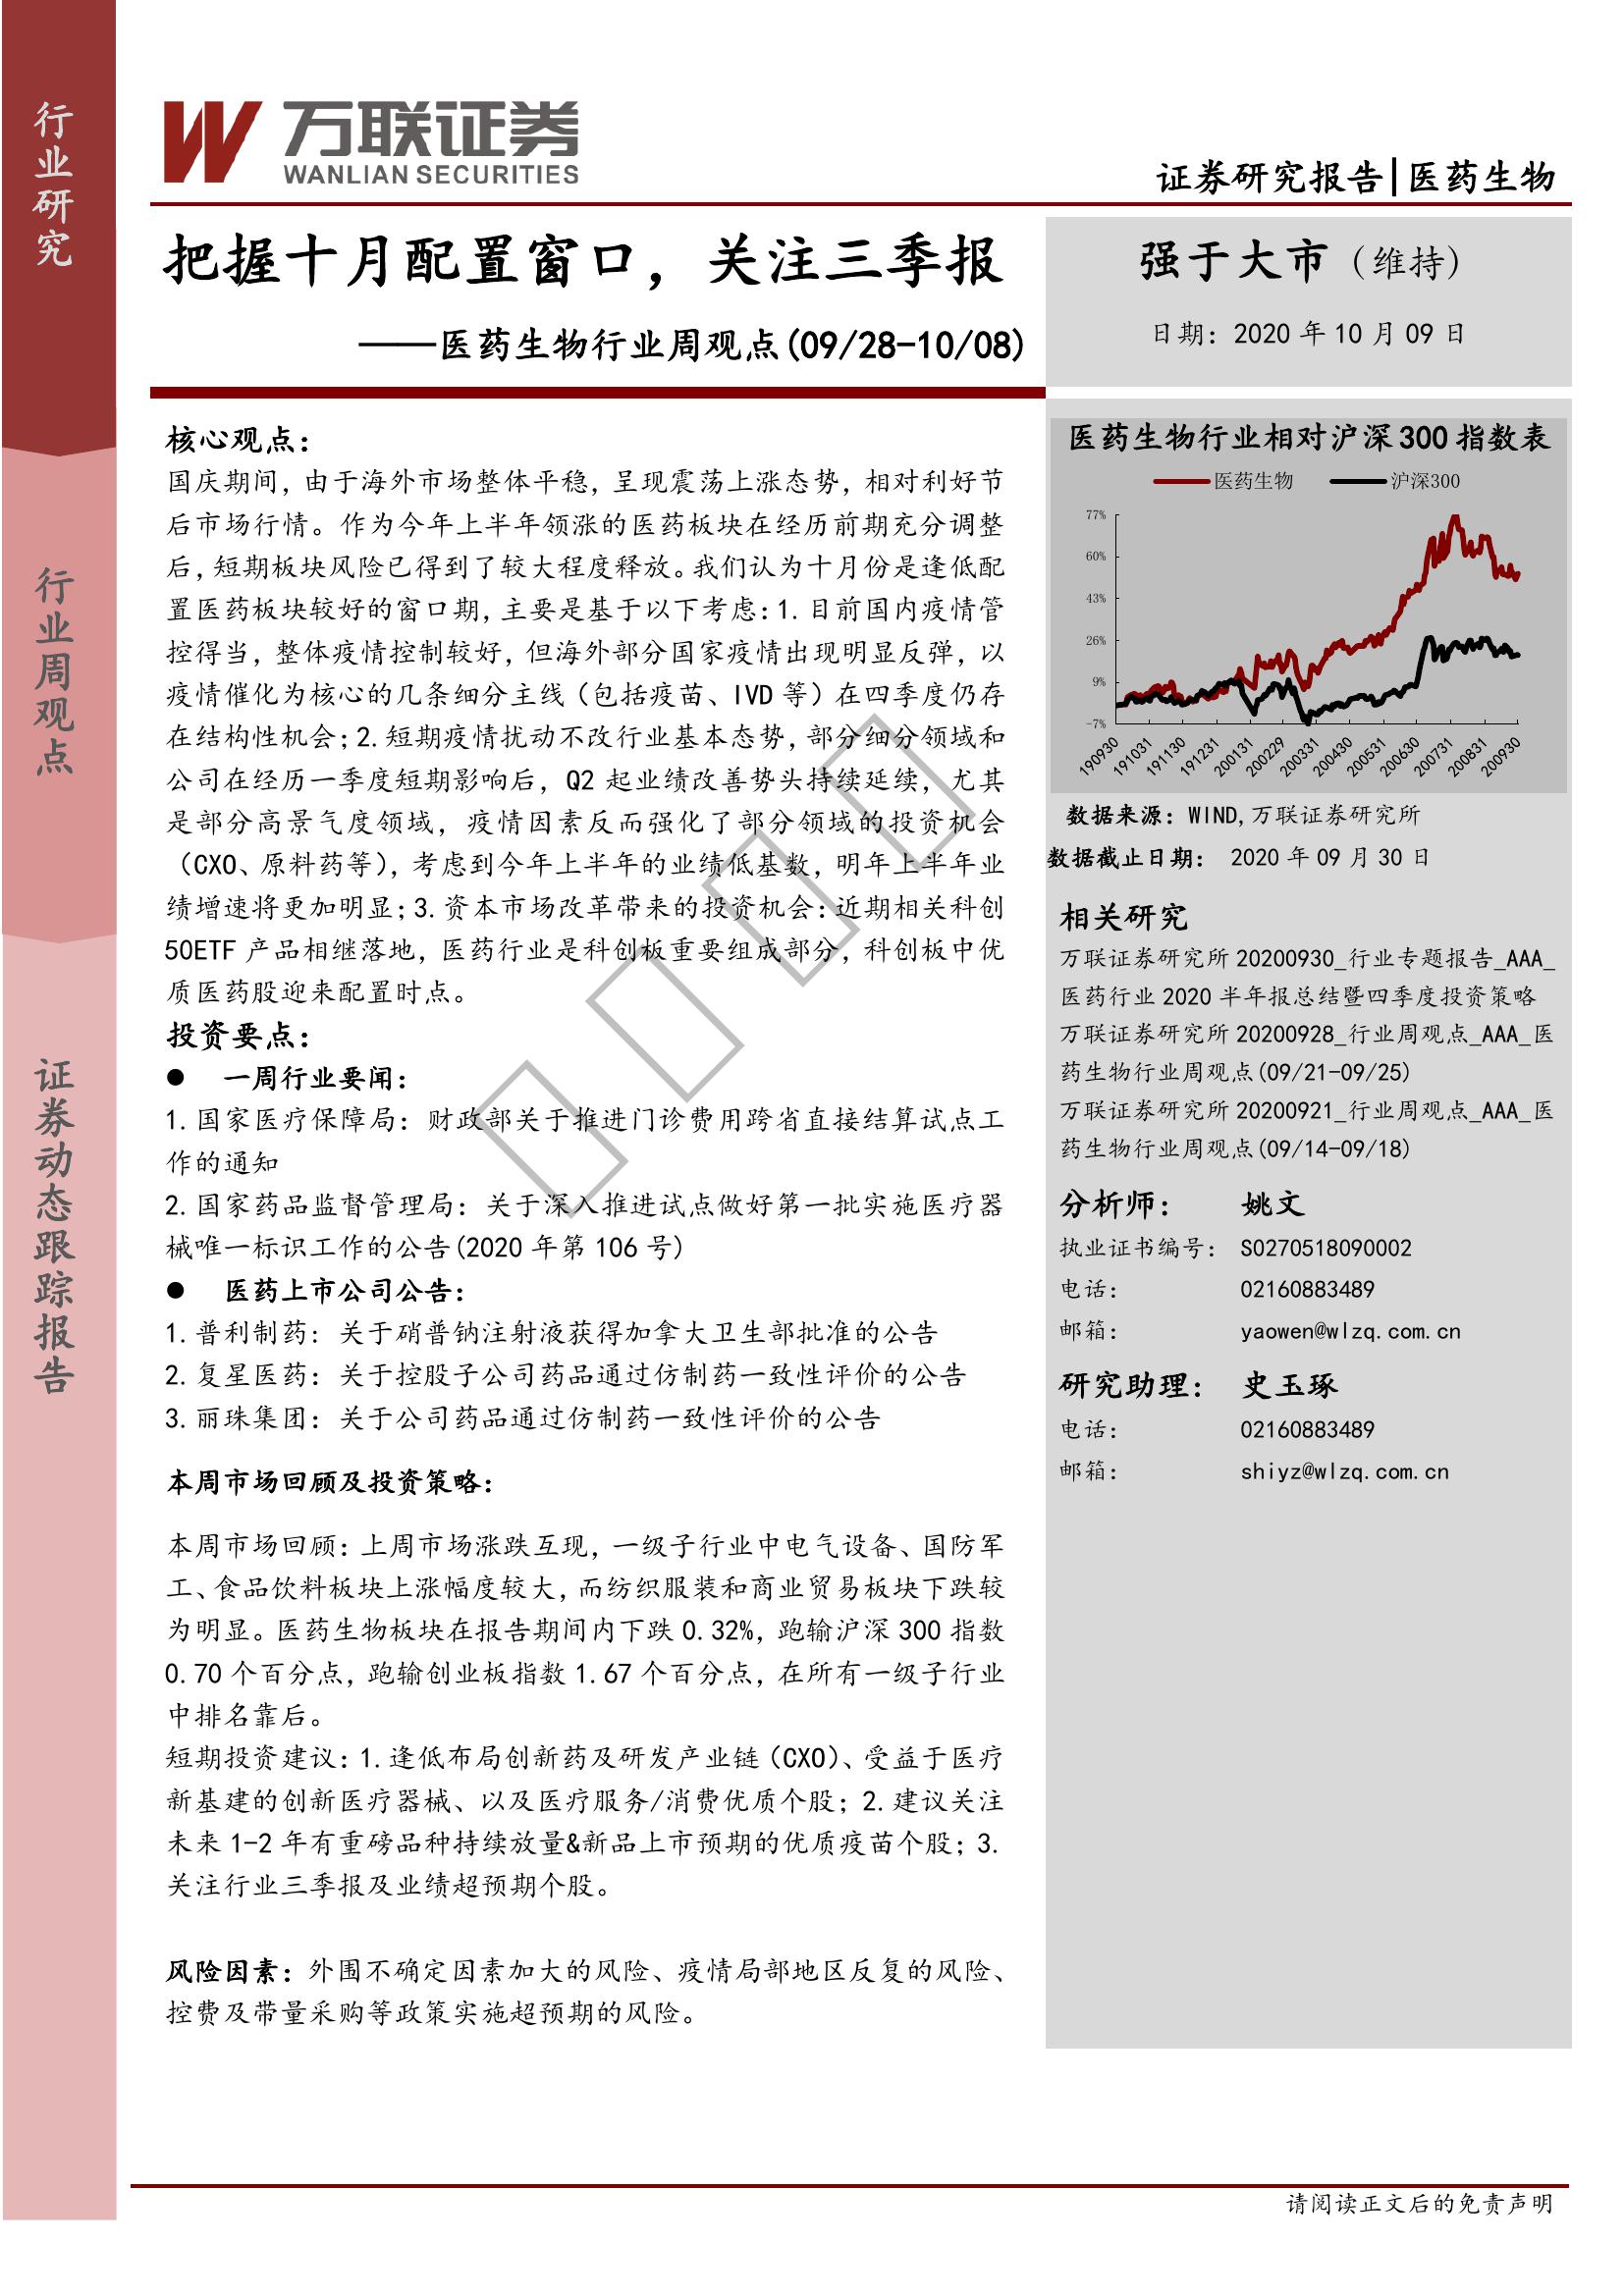 行业研究
行业周观点
证券动态跟踪报告
万联证券
WANLIAN SECURITIES
证券研究报告|医药生物
把握十月配置窗口，关注三季报
——医药生物行业周观点(09/28-10/08)
强于大市（维持）
日期：2020 年 10 月 09 日
核心观点：
国庆期间，由于海外市场整体平稳，呈现震荡上涨态势，相对利好节
后市场行情。作为今年上半年领涨的医药板块在经历前期充分调整
后，短期板块风险已得到了较大程度释放。我们认为十月份是逢低配
置医药板块较好的窗口期，主要是基于以下考虑：1.目前国内疫情管
控得当，整体疫情控制较好，但海外部分国家疫情出现明显反弹，以
疫情催化为核心的几条细分主线（包括疫苗、IVD 等）在四季度仍存
在结构性机会；2.短期疫情扰动不改行业基本态势，部分细分领域和
公司在经历一季度短期影响后，Q2 起业绩改善势头持续延续，尤其
是部分高景气度领域，疫情因素反而强化了部分领域的投资机会
（CXO、原料药等），考虑到今年上半年的业绩低基数，明年上半年业
绩增速将更加明显；3.资本市场改革带来的投资机会：近期相关科创
50ETF 产品相继落地，医药行业是科创板重要组成部分，科创板中优
质医药股迎来配置时点。
投资要点：
● 一周行业要闻：
1.国家医疗保障局：财政部关于推进门诊费用跨省直接结算试点工
作的通知
2.国家药品监督管理局：关于深入推进试点做好第一批实施医疗器
械唯一标识工作的公告(2020 年第 106 号)
● 医药上市公司公告：
1.普利制药：关于硝普钠注射液获得加拿大卫生部批准的公告
2.复星医药：关于控股子公司药品通过仿制药一致性评价的公告
3.丽珠集团：关于公司药品通过仿制药一致性评价的公告
本周市场回顾及投资策略：
本周市场回顾：上周市场涨跌互现，一级子行业中电气设备、国防军
工、食品饮料板块上涨幅度较大，而纺织服装和商业贸易板块下跌较
为明显。医药生物板块在报告期间内下跌 0.32%，跑输沪深 300 指数
0.70 个百分点，跑输创业板指数 1.67 个百分点，在所有一级子行业
中排名靠后。
短期投资建议：1.逢低布局创新药及研发产业链（CXO）、受益于医疗
新基建的创新医疗器械、以及医疗服务/消费优质个股；2.建议关注
未来 1-2 年有重磅品种持续放量&新品上市预期的优质疫苗个股；3.
关注行业三季报及业绩超预期个股。
风险因素：外围不确定因素加大的风险、疫情局部地区反复的风险、
控费及带量采购等政策实施超预期的风险。
医药生物行业相对沪深 300 指数表
医药生物 沪深300
77%
60%
43%
26%
9%
-7%
190930 191031 191130 191231 200131 200229 200331 200430 200531 200630 200731 200831 200930
数据来源：WIND,万联证券研究所
数据截止日期： 2020 年 09 月 30 日
相关研究
万联证券研究所 20200930_行业专题报告_AAA_
医药行业 2020 半年报总结暨四季度投资策略
万联证券研究所 20200928_行业周观点_AAA_医
药生物行业周观点(09/21-09/25)
万联证券研究所 20200921_行业周观点_AAA_医
药生物行业周观点(09/14-09/18)
分析师： 姚文
执业证书编号： S0270518090002
电话： 02160883489
邮箱： yaowen@wlzq.com.cn
研究助理： 史玉琢
电话： 02160883489
邮箱： shiyz@wlzq.com.cn
请阅读正文后的免责声明